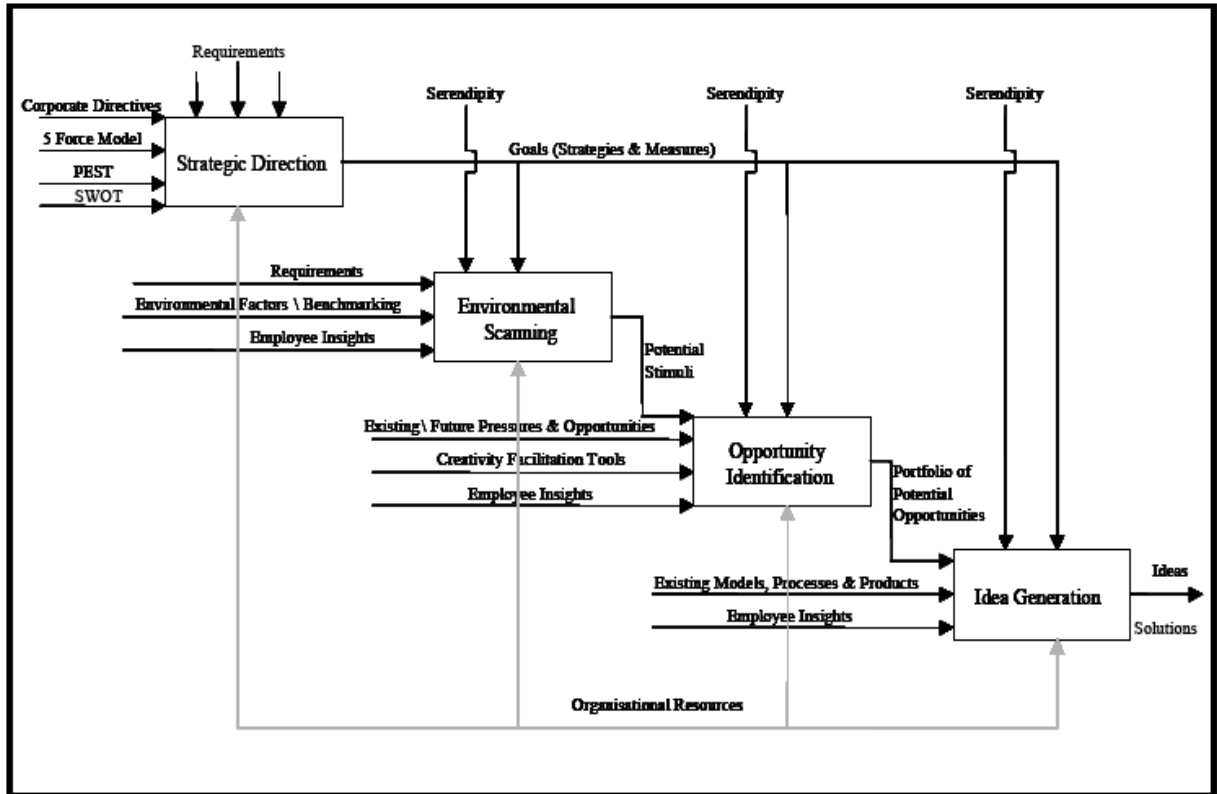 Requirements
Corporate Directives
5 Force Model
PEST
SWOT
Strategic Direction
Serendipity
Serendipity
Serendipity
Goals (Strategies & Measures)
Requirements
Environmental Factors \ Benchmarking
Employee Insights
Environmental
Scanning
Potential
Stimuli
Existing \ Future Pressures & Opportunities
Creativity Facilitation Tools
Employee Insights
Opportunity
Identification
Portfolio of
Potential
Opportunities
Existing Models, Processes & Products
Employee Insights
Idea Generation
Ideas
Solutions
Organisational Resources